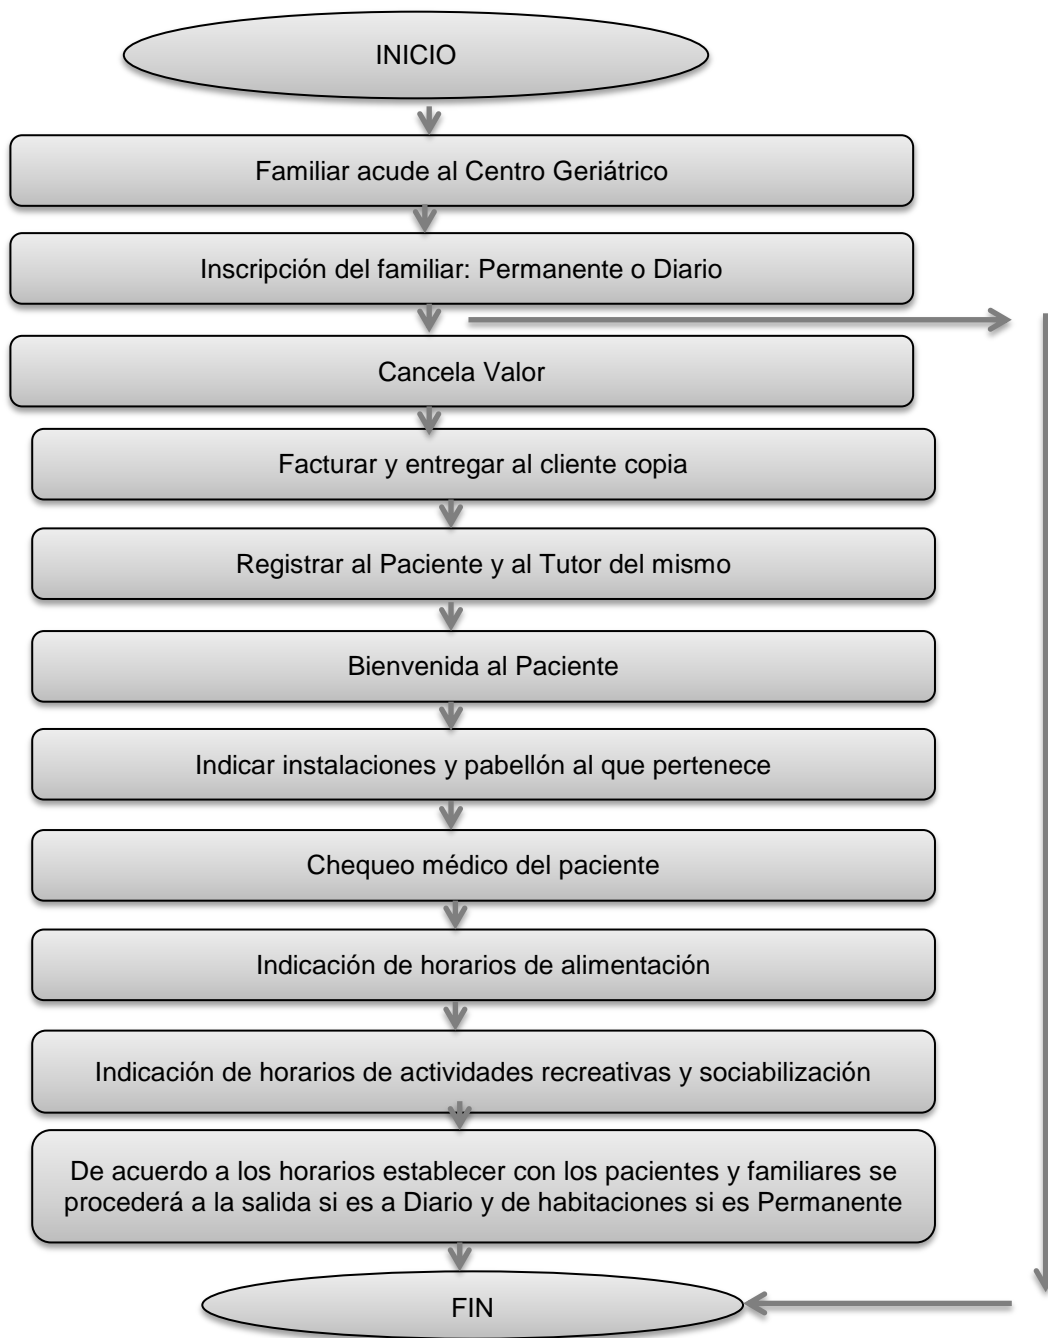 INICIO
Familiar acude al Centro Geriátrico
Inscripción del familiar: Permanente o Diario
Cancela Valor
Facturar y entregar al cliente copia
Registrar al Paciente y al Tutor del mismo
Bienvenida al Paciente
Indicar instalaciones y pabellón al que pertenece
Chequeo médico del paciente
Indicación de horarios de alimentación
Indicación de horarios de actividades recreativas y sociabilización
De acuerdo a los horarios establecer con los pacientes y familiares se
procederá a la salida si es a Diario y de habitaciones si es Permanente
FIN